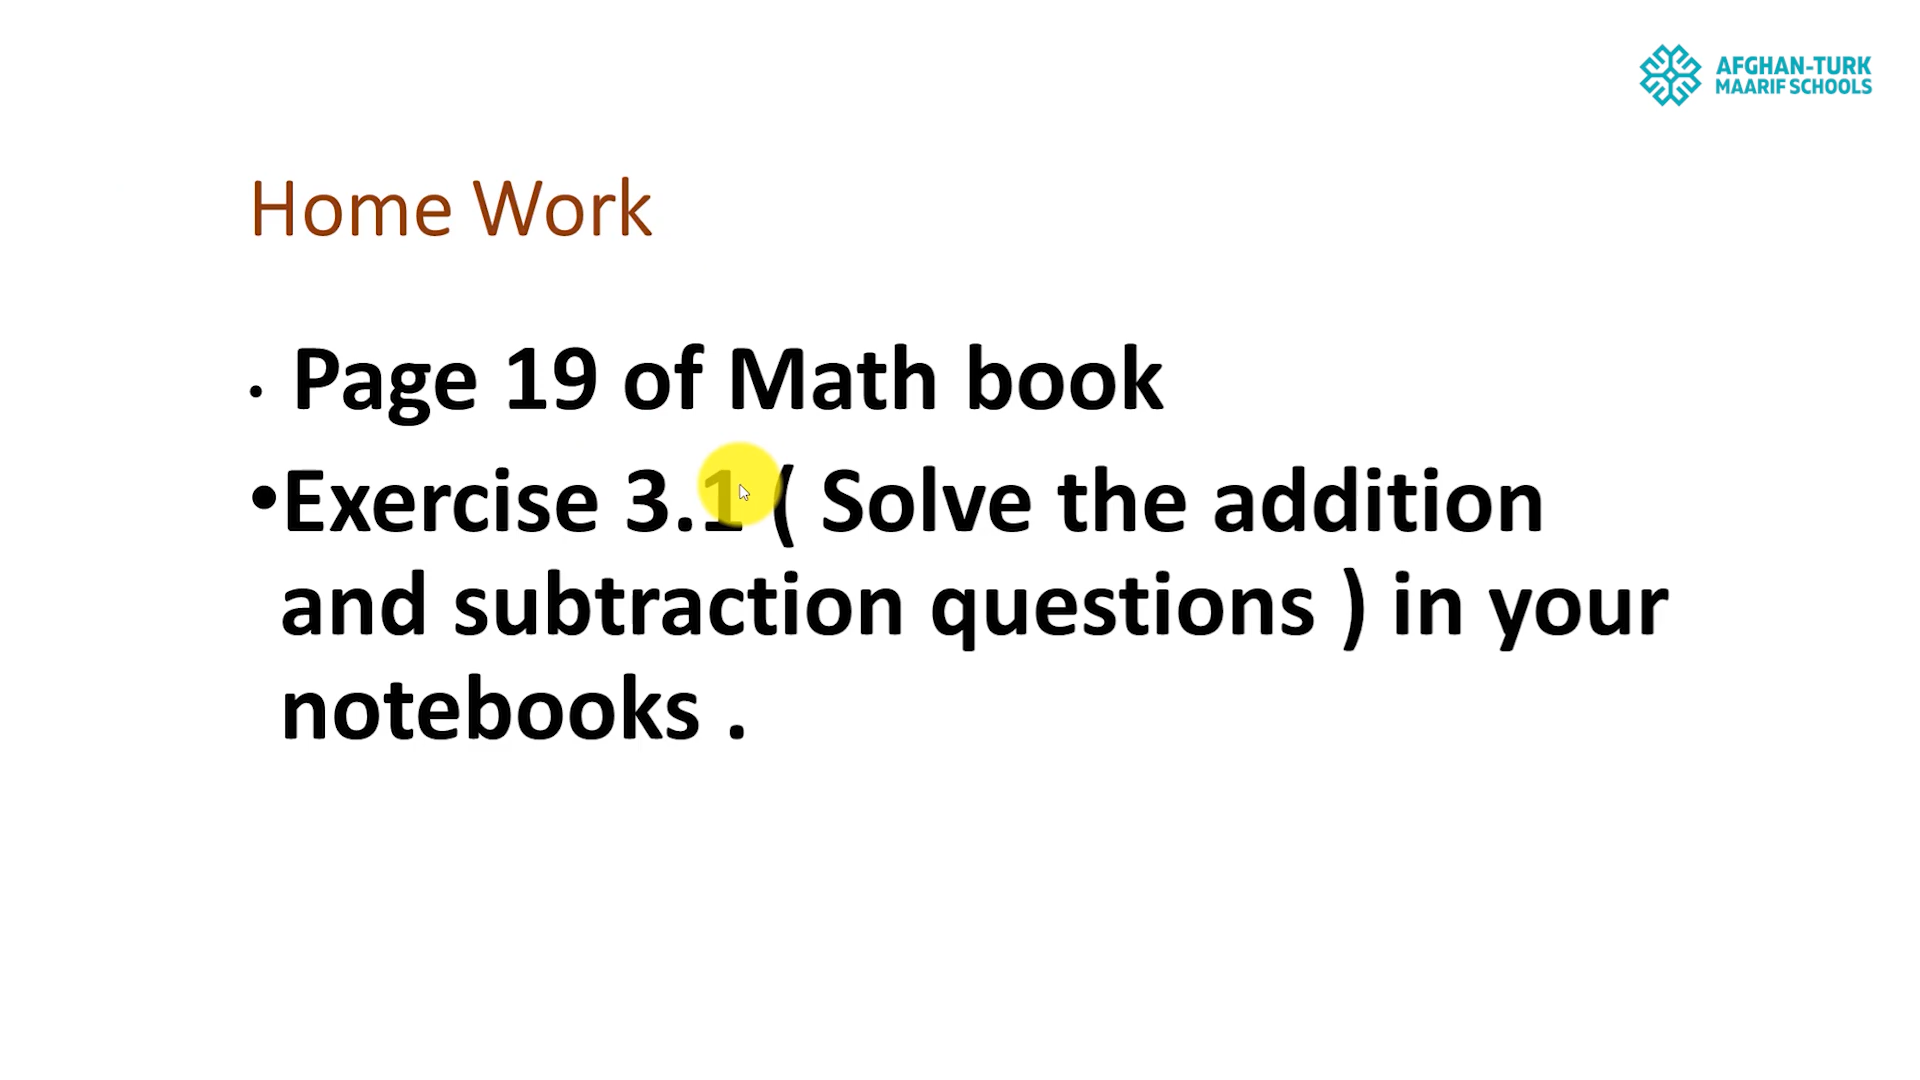 AFGHAN-TURK
MAARIF SCHOOLS
Home Work
• Page 19 of Math book
•Exercise 3.1 ( Solve the addition
and subtraction questions ) in your
notebooks .